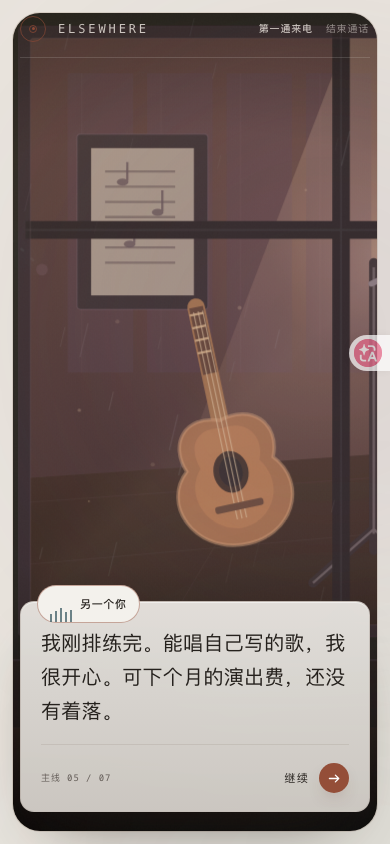 ELSEWHERE
第一通来电 结束通话
另一个你
我刚排练完。能唱自己写的歌，我
很开心。可下个月的演出费，还没
有着落。
主线 05 / 07
继续